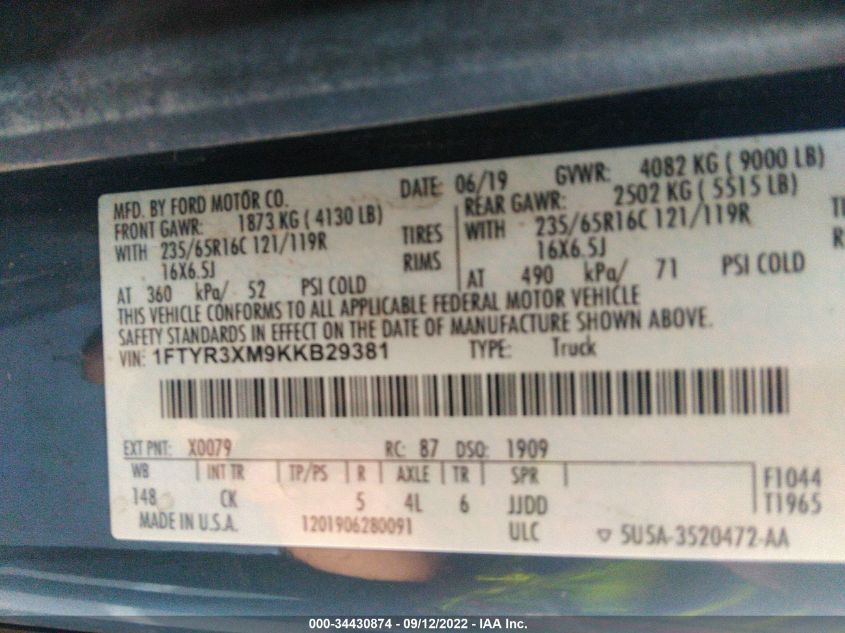 MFD. BY FORD MOTOR CO. DATE: 06/19 GVWR: 4082 KG ( 9000 LB)
FRONT GAWR: 1873 KG ( 4130 LB) REAR GAWR: 2502 KG ( 5515 LB)
WITH 235/65R16C 121/119R TIRES WITH 235/65R16C 121/119R
16X6.5J RIMS 16X6.5J
AT 360 kPa/ 52 PSI COLD AT 490 kPa/ 71 PSI COLD
THIS VEHICLE CONFORMS TO ALL APPLICABLE FEDERAL MOTOR VEHICLE
SAFETY STANDARDS IN EFFECT ON THE DATE OF MANUFACTURE SHOWN ABOVE.
VIN: 1FTYR3XM9KKB29381 TYPE: Truck
EXT PNT: X0079 RC: 87 DSO: 1909
WB INT TR TP/PS R AXLE TR SPR F1044
148 CK 5 4L 6 JJDD T1965
MADE IN U.S.A. 1201906280091 ULC ▽ 5USA-3520472-AA
000-34430874 - 09/12/2022 - IAA Inc.